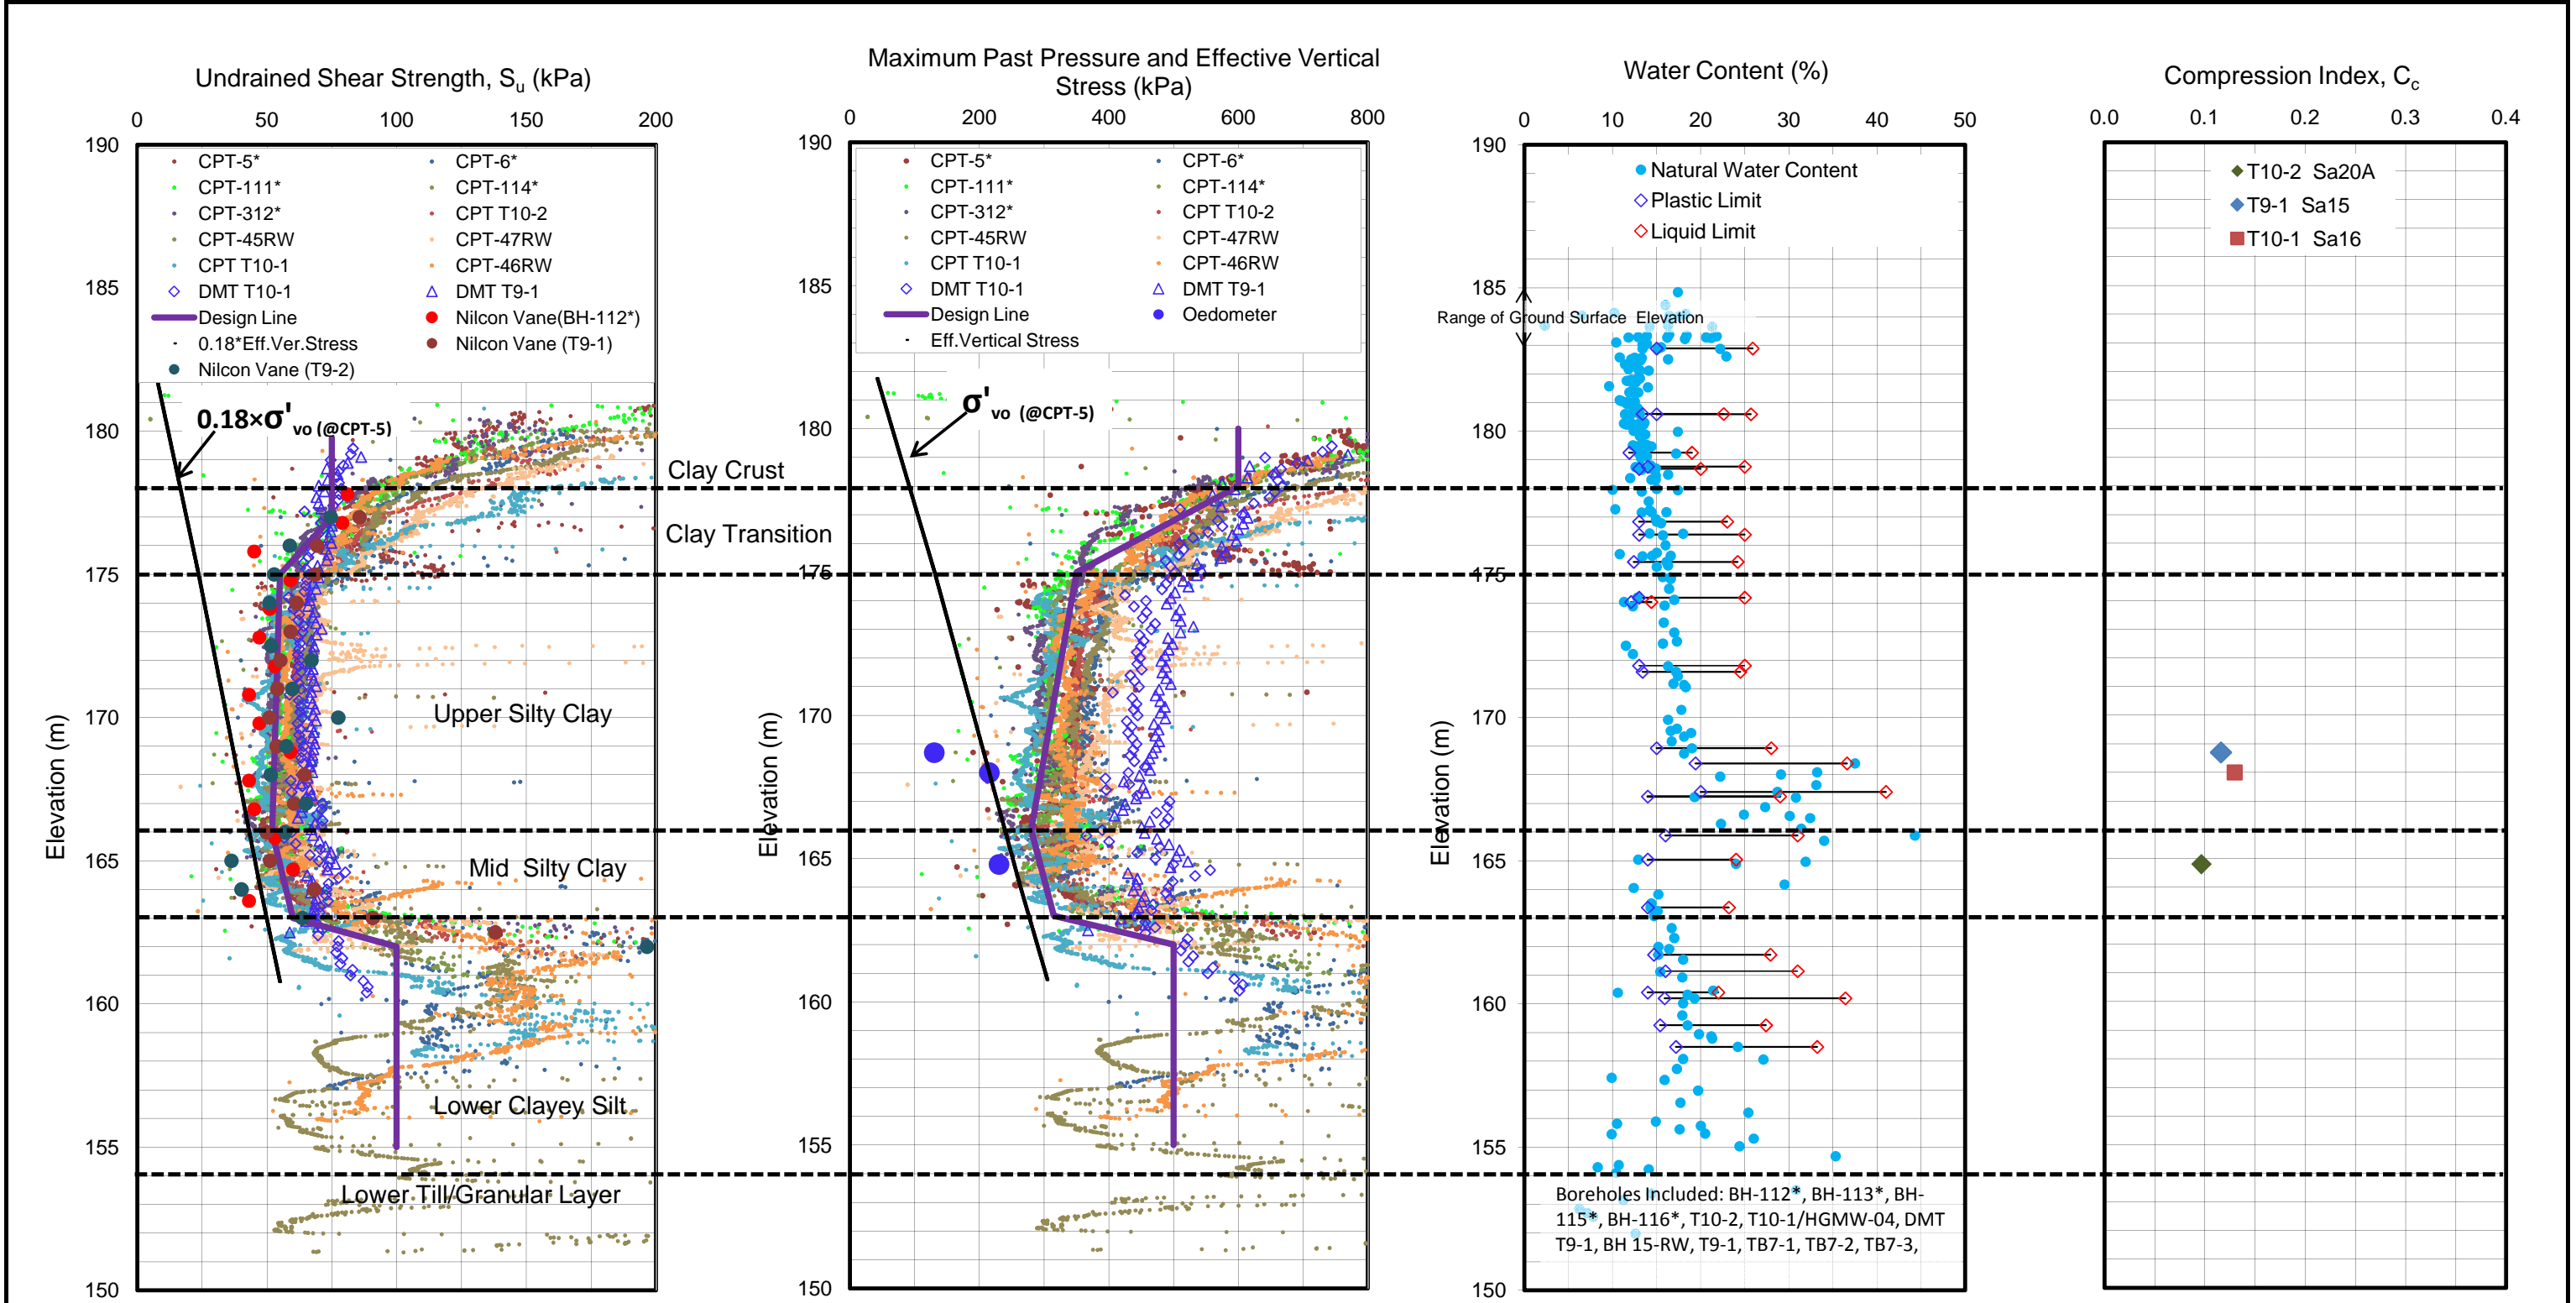 Undrained Shear Strength, Su (kPa)
0 50 100 150 200
190
185
180
175
170
165
160
155
150
Elevation (m)
CPT-5* CPT-6*
CPT-111* CPT-114*
CPT-312* CPT T10-2
CPT-45RW CPT-47RW
CPT T10-1 CPT-46RW
DMT T10-1 DMT T9-1
Design Line Nilcon Vane(BH-112*)
0.18*Eff.Ver.Stress Nilcon Vane (T9-1)
Nilcon Vane (T9-2)
0.18×σ'vo (@CPT-5)
Clay Crust
Clay Transition
Upper Silty Clay
Mid Silty Clay
Lower Clayey Silt
Lower Till/Granular Layer
Maximum Past Pressure and Effective Vertical
Stress (kPa)
0 200 400 600 800
190
185
180
175
170
165
160
155
150
Elevation (m)
CPT-5* CPT-6*
CPT-111* CPT-114*
CPT-312* CPT T10-2
CPT-45RW CPT-47RW
CPT T10-1 CPT-46RW
DMT T10-1 DMT T9-1
Design Line Oedometer
Eff.Vertical Stress
σ'vo (@CPT-5)
Water Content (%)
0 10 20 30 40 50
190
185
180
175
170
165
160
155
150
Elevation (m)
Natural Water Content
Plastic Limit
Liquid Limit
Range of Ground Surface Elevation
Boreholes Included: BH-112*, BH-113*, BH-
115*, BH-116*, T10-2, T10-1/HGMW-04, DMT
T9-1, BH 15-RW, T9-1, TB7-1, TB7-2, TB7-3,
Compression Index, Cc
0.0 0.1 0.2 0.3 0.4
T10-2 Sa20A
T9-1 Sa15
T10-1 Sa16